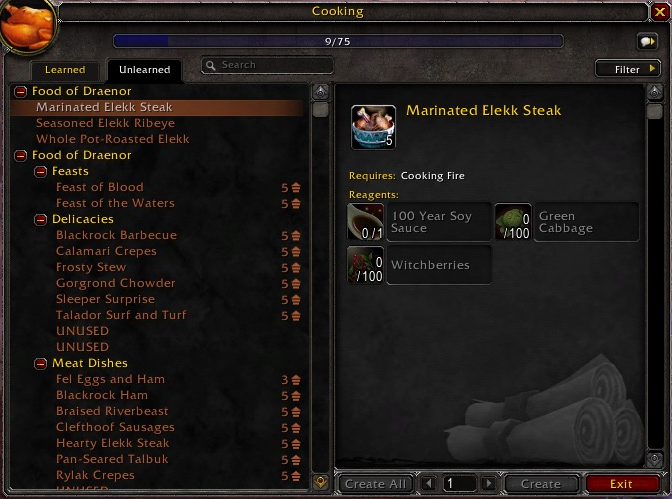 Cooking
9/75
Learned
Unlearned
Search
Filter
Food of Draenor
Marinated Elekk Steak
Seasoned Elekk Ribeye
Whole Pot-Roasted Elekk
Food of Draenor
Feasts
Feast of Blood 5
Feast of the Waters 5
Delicacies
Blackrock Barbecue 5
Calamari Crepes 5
Frosty Stew 5
Gorgrond Chowder 5
Sleeper Surprise 5
Talador Surf and Turf 5
UNUSED
UNUSED
Meat Dishes
Fel Eggs and Ham 3
Blackrock Ham 5
Braised Riverbeast 5
Clefthoof Sausages 5
Hearty Elekk Steak 5
Pan-Seared Talbuk 5
Rylak Crepes 5
UNUSED
Marinated Elekk Steak
5
Requires: Cooking Fire
Reagents:
0/1
100 Year Soy
Sauce
0
/100
Green
Cabbage
0
/100
Witchberries
Create All
1
Create
Exit